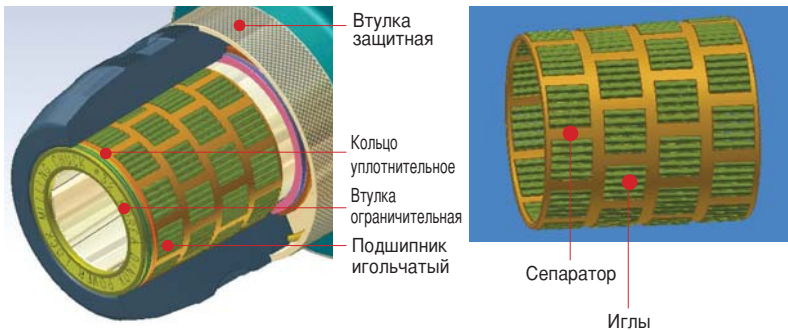 Втулка
защитная
Кольцо
уплотнительное
Втулка
ограничительная
Подшипник
игольчатый
Сепаратор
Иглы